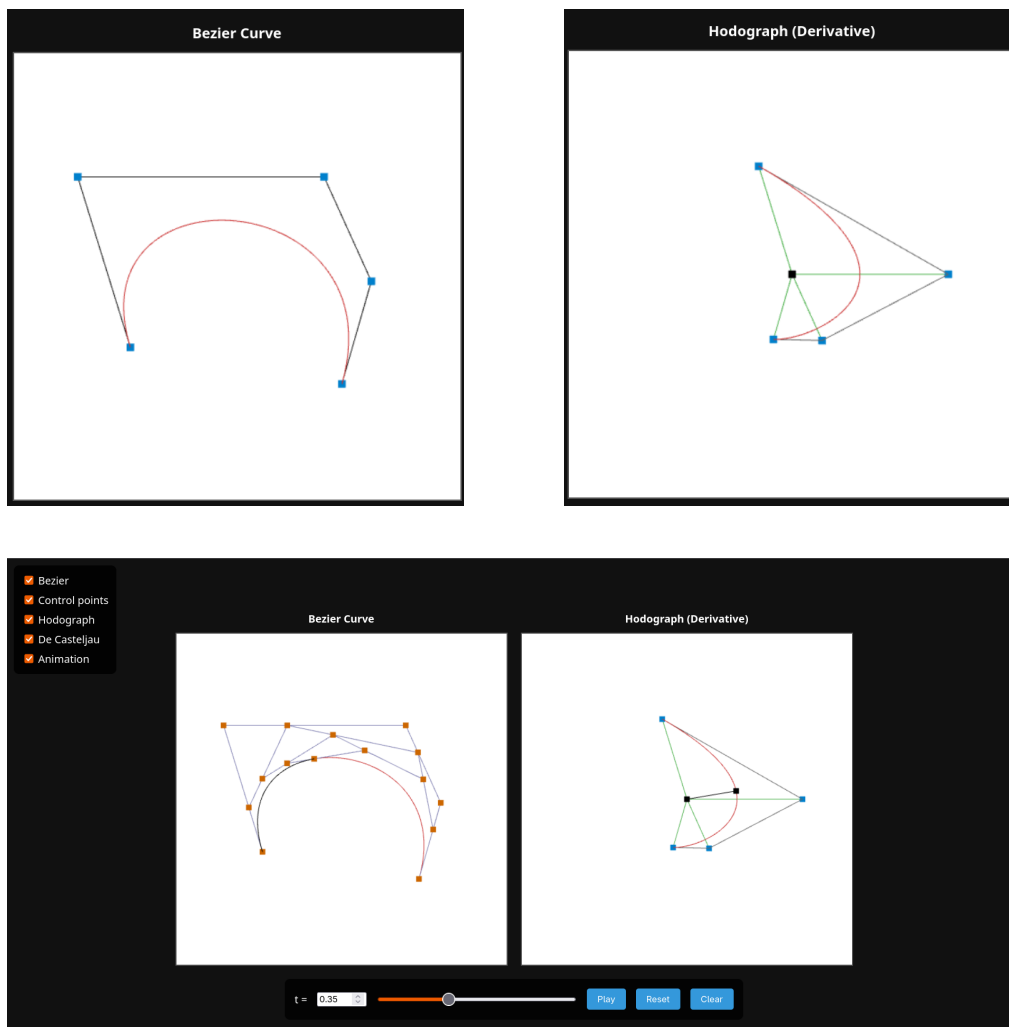 Bezier Curve
Hodograph (Derivative)
Bezier
Control points
Hodograph
De Casteljau
Animation
Bezier Curve
Hodograph (Derivative)
t = 0.35 Play Reset Clear